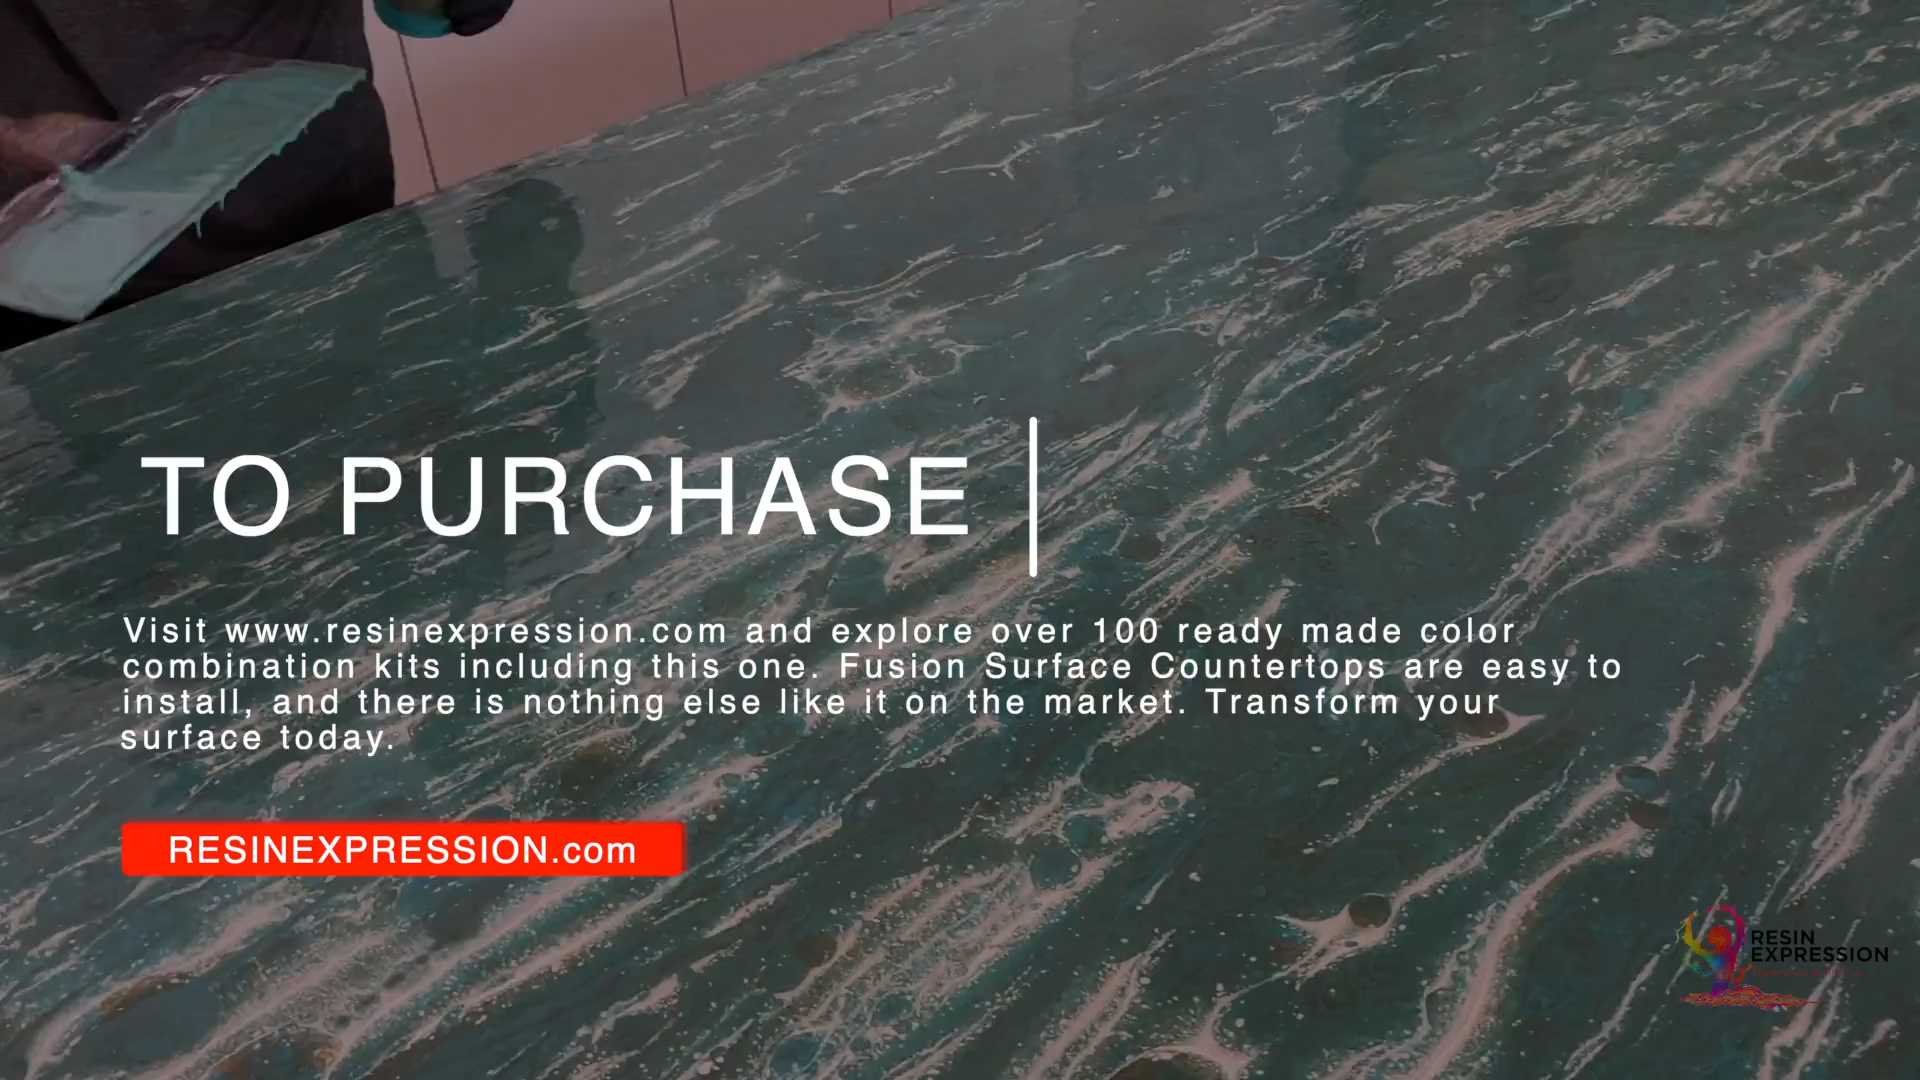 TO PURCHASE
Visit www.resinexpression.com and explore over 100 ready made color
combination kits including this one. Fusion Surface Countertops are easy to
install, and there is nothing else like it on the market. Transform your
surface today.
RESINEXPRESSION.com
RESIN
EXPRESSION